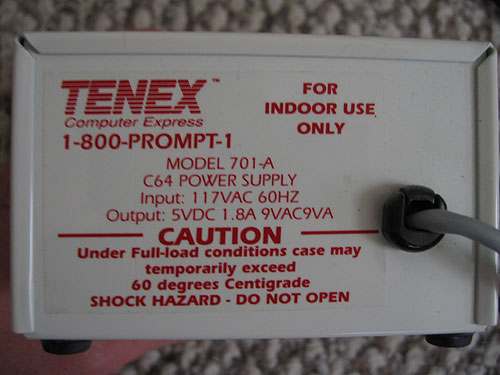 TENEX™
Computer Express
1-800-PROMPT-1
FOR
INDOOR USE
ONLY
MODEL 701-A
C64 POWER SUPPLY
Input: 117VAC 60HZ
Output: 5VDC 1.8A 9VAC9VA
CAUTION
Under Full-load conditions case may
temporarily exceed
60 degrees Centigrade
SHOCK HAZARD - DO NOT OPEN